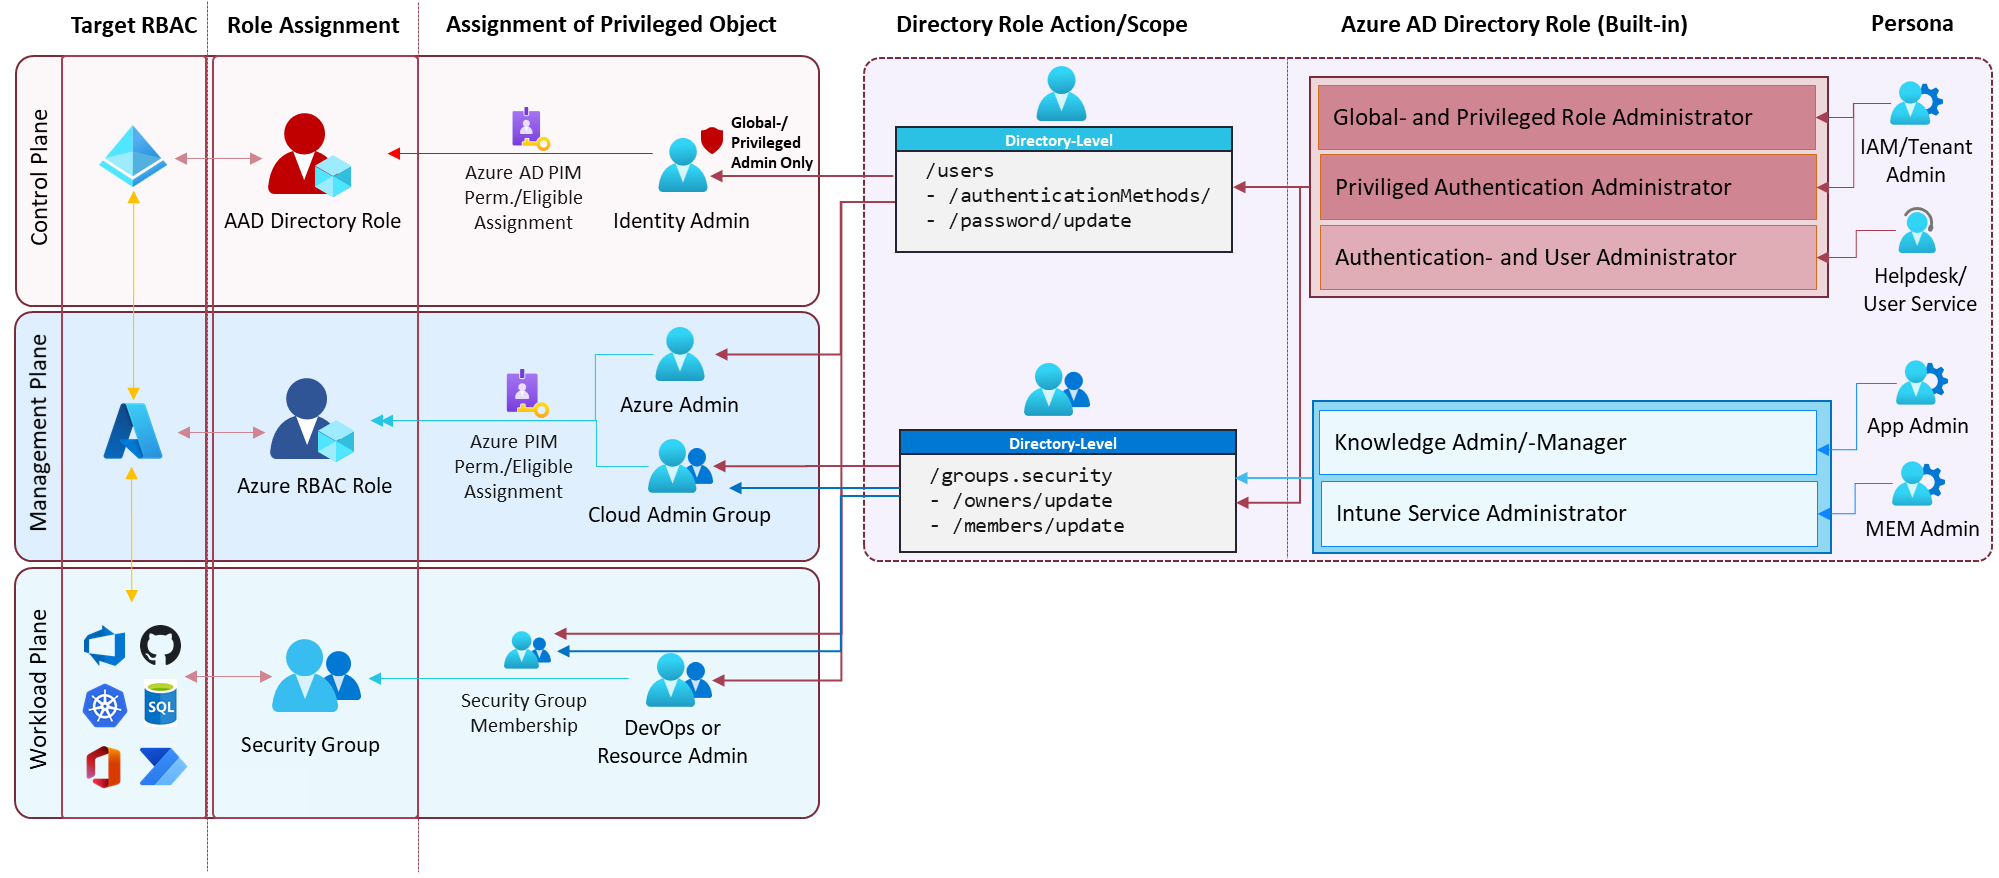 Target RBAC
Role Assignment
Assignment of Privileged Object
Directory Role Action/Scope
Azure AD Directory Role (Built-in)
Persona
Control Plane
AAD Directory Role
Azure AD PIM
Perm./Eligible
Assignment
Global-/
Privileged
Admin Only
Identity Admin
Directory-Level
/users
- /authenticationMethods/
- /password/update
Global- and Privileged Role Administrator
Priviliged Authentication Administrator
Authentication- and User Administrator
IAM/Tenant
Admin
Helpdesk/
User Service
Management Plane
Azure RBAC Role
Azure PIM
Perm./Eligible
Assignment
Azure Admin
Cloud Admin Group
Directory-Level
/groups.security
- /owners/update
- /members/update
Knowledge Admin/-Manager
Intune Service Administrator
App Admin
MEM Admin
Workload Plane
SQL
Security Group
Security Group
Membership
DevOps or
Resource Admin